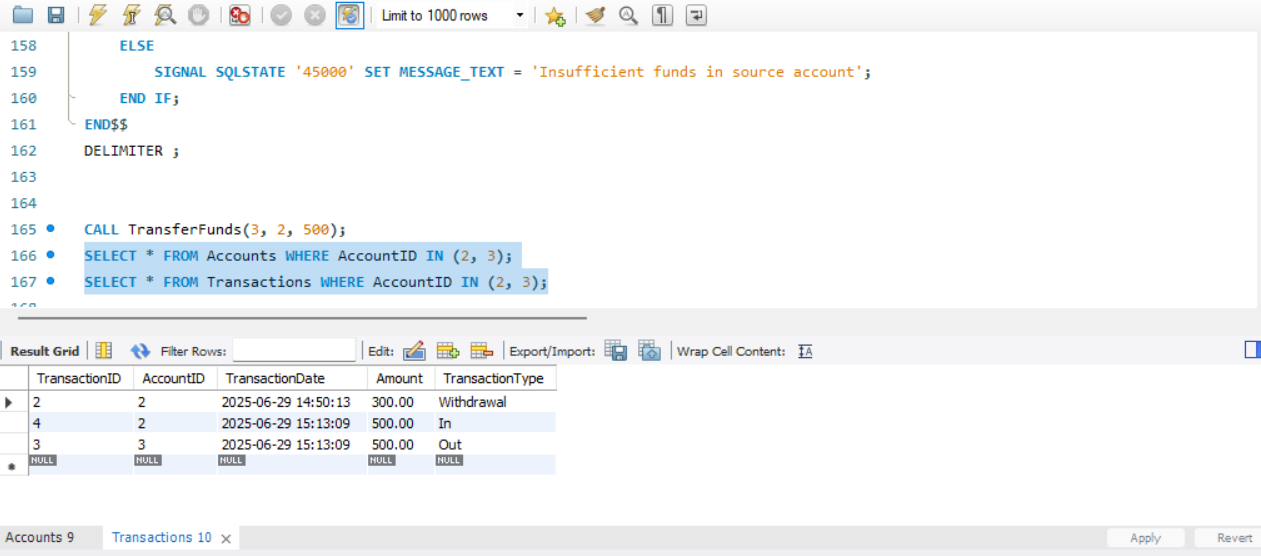 Limit to 1000 rows
158 ELSE
159 SIGNAL SQLSTATE '45000' SET MESSAGE_TEXT = 'Insufficient funds in source account';
160 END IF;
161 END$$
162 DELIMITER ;
163
164
165 CALL TransferFunds(3, 2, 500);
166 SELECT * FROM Accounts WHERE AccountID IN (2, 3);
167 SELECT * FROM Transactions WHERE AccountID IN (2, 3);
168
Result Grid Filter Rows: Edit: Export/Import: Wrap Cell Content: IA
TransactionID AccountID TransactionDate Amount TransactionType
2 2 2025-06-29 14:50:13 300.00 Withdrawal
4 2 2025-06-29 15:13:09 500.00 In
3 3 2025-06-29 15:13:09 500.00 Out
NULL NULL NULL NULL NULL
Accounts 9 Transactions 10 Apply Revert